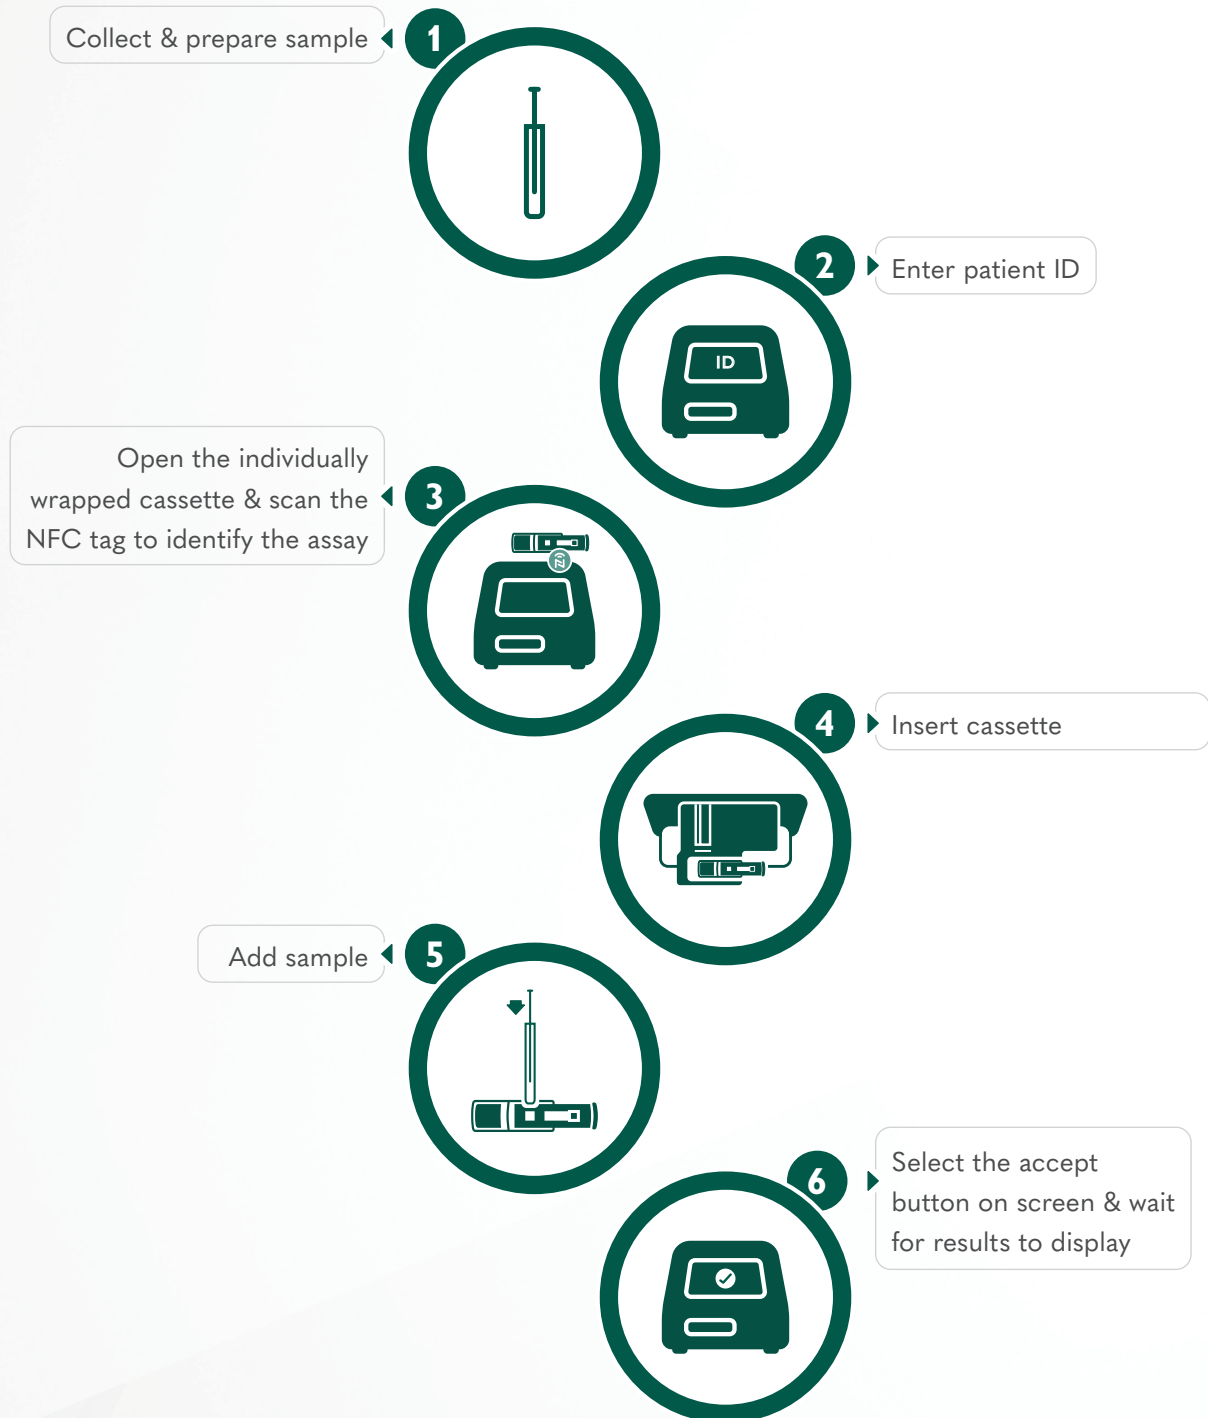 Collect & prepare sample
1
2
Enter patient ID
ID
Open the individually
wrapped cassette & scan the
NFC tag to identify the assay
3
4
Insert cassette
Add sample
5
6
Select the accept
button on screen & wait
for results to display